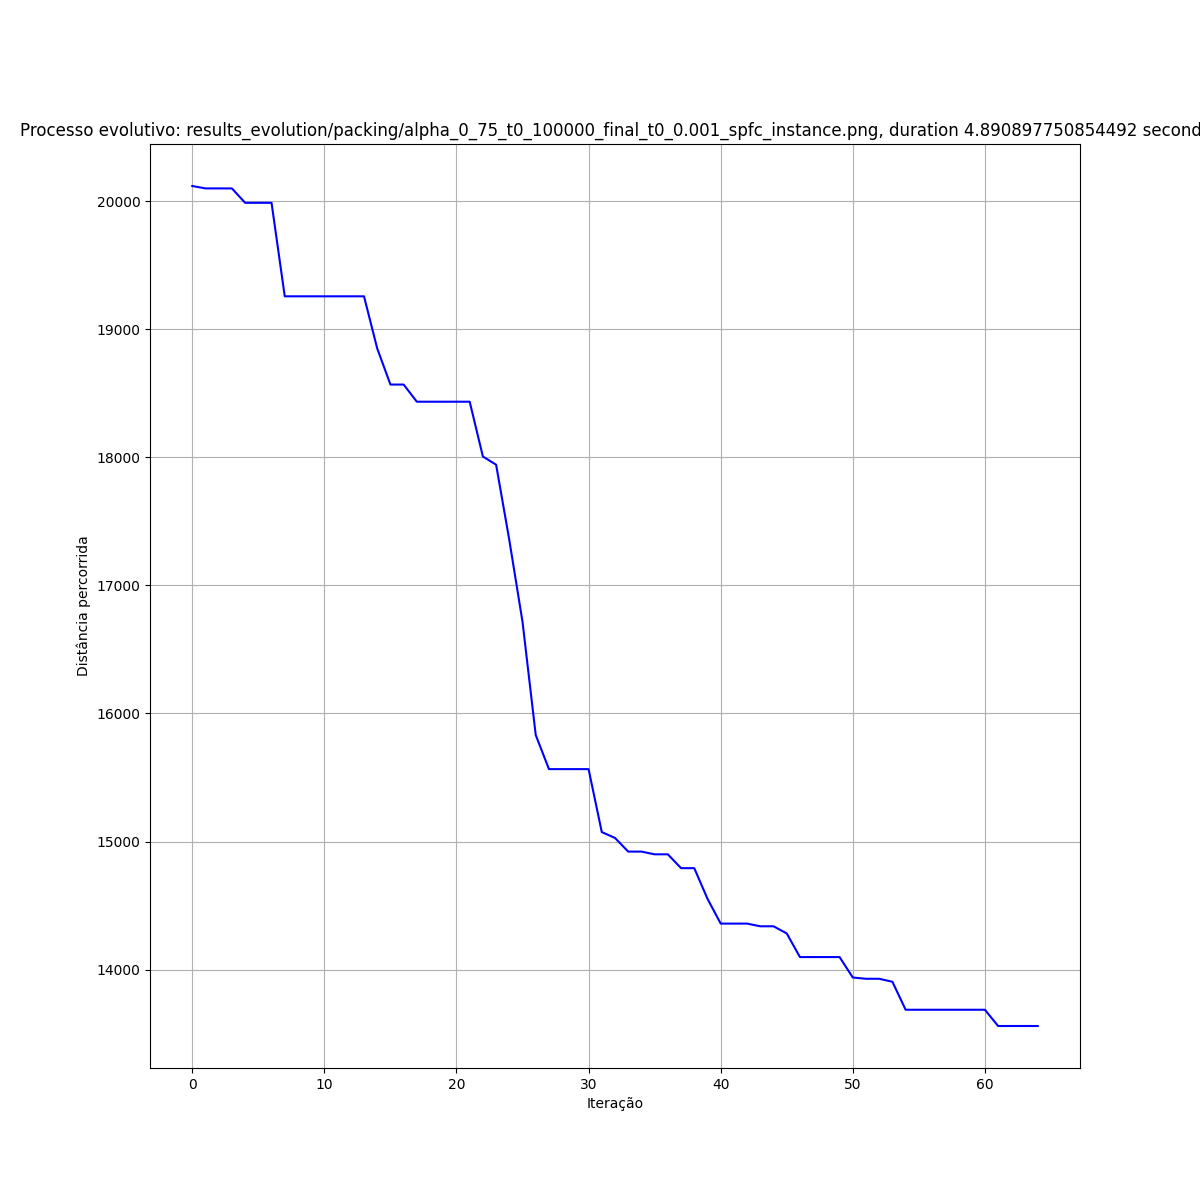 Processo evolutivo: results_evolution/packing/alpha_0_75_t0_100000_final_t0_0.001_spfc_instance.png, duration 4.890897750854492 second
20000
19000
18000
17000
16000
15000
14000
Distância percorrida
0 10 20 30 40 50 60
Iteração